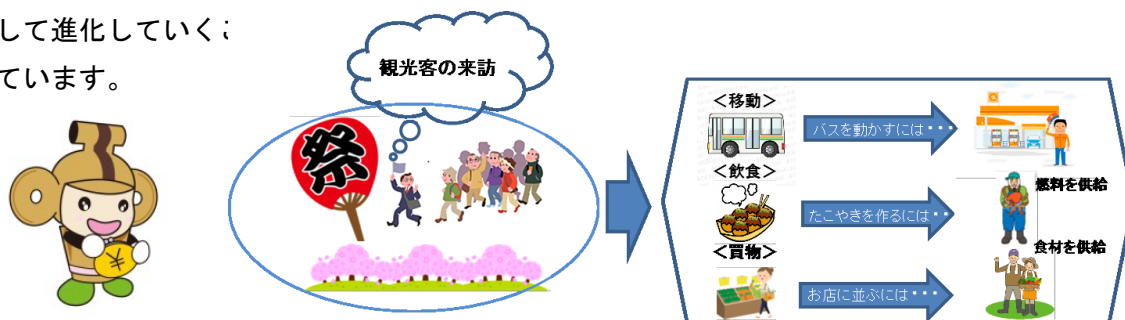 して進化していくこ
ています。
観光客の来訪
祭
¥
<移動>
バスを動かすには・・・
<飲食>
燃料を供給
たこやきを作るには・・
<買物>
食材を供給
お店に並ぶには・・・